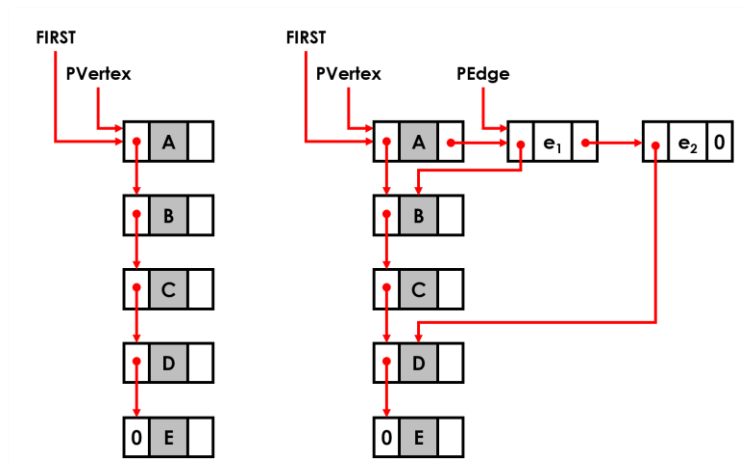 FIRST FIRST
PVertex PVertex PEdge
A A e₁ e₂ 0
B B
C C
D D
0 E 0 E